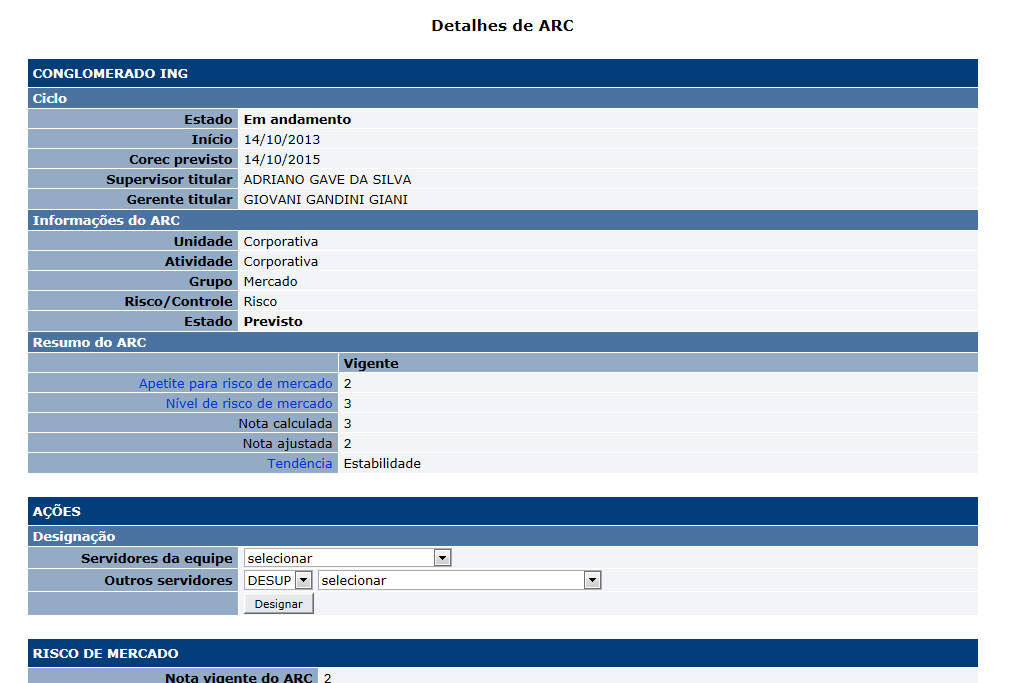 Detalhes de ARC
CONGLOMERADO ING
Ciclo
Estado Em andamento
Início 14/10/2013
Corec previsto 14/10/2015
Supervisor titular ADRIANO GAVE DA SILVA
Gerente titular GIOVANI GANDINI GIANI
Informações do ARC
Unidade Corporativa
Atividade Corporativa
Grupo Mercado
Risco/Controle Risco
Estado Previsto
Resumo do ARC
Vigente
Apetite para risco de mercado 2
Nível de risco de mercado 3
Nota calculada 3
Nota ajustada 2
Tendência Estabilidade
AÇÕES
Designação
Servidores da equipe selecionar
Outros servidores DESUP selecionar
Designar
RISCO DE MERCADO
Nota vigente do ARC 2